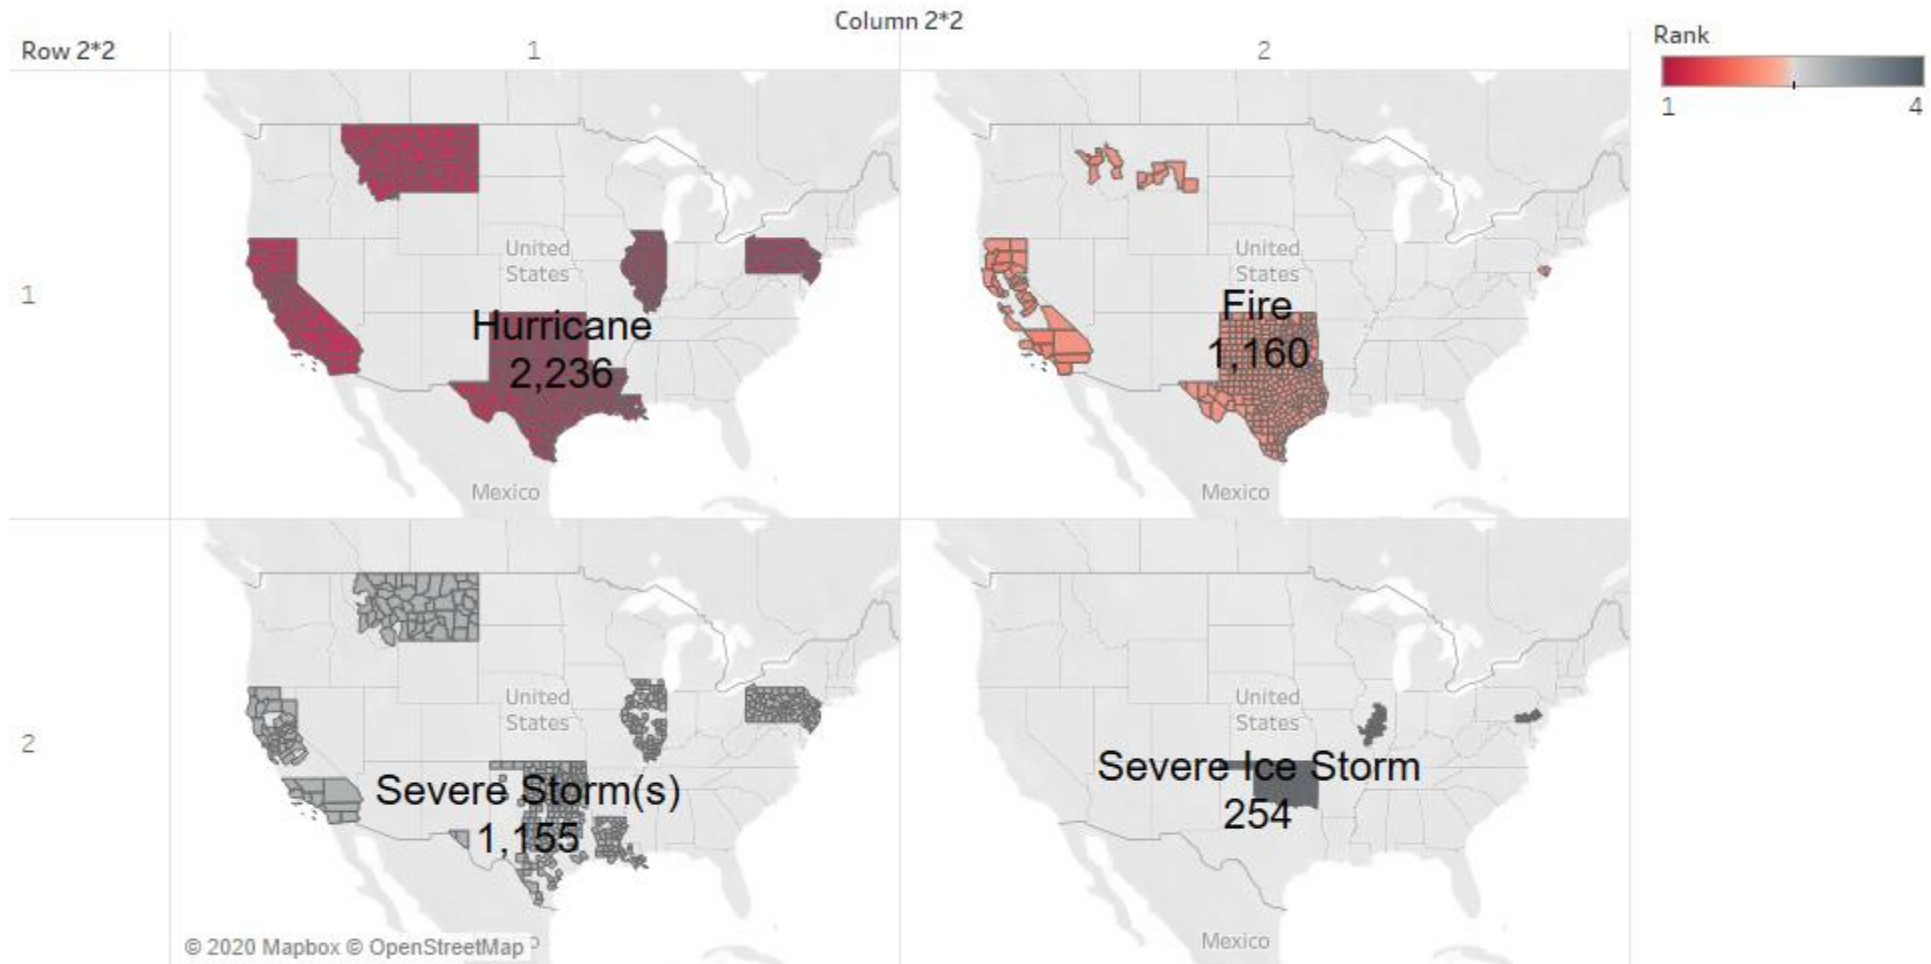 Column 2*2
Row 2*2
1
2
Rank
1
4
1
United
States
Hurricane
2,236
Mexico
United
States
Fire
1,160
Mexico
2
United
States
Severe Storm(s)
1,155
© 2020 Mapbox © OpenStreetMap
United
States
Severe Ice Storm
254
Mexico